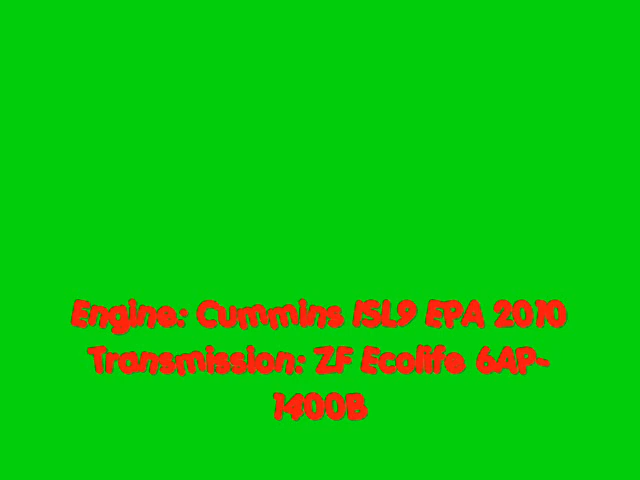 Engine: Cummins ISL9 EPA 2010
Transmission: ZF Ecolife 6AP-
1400B